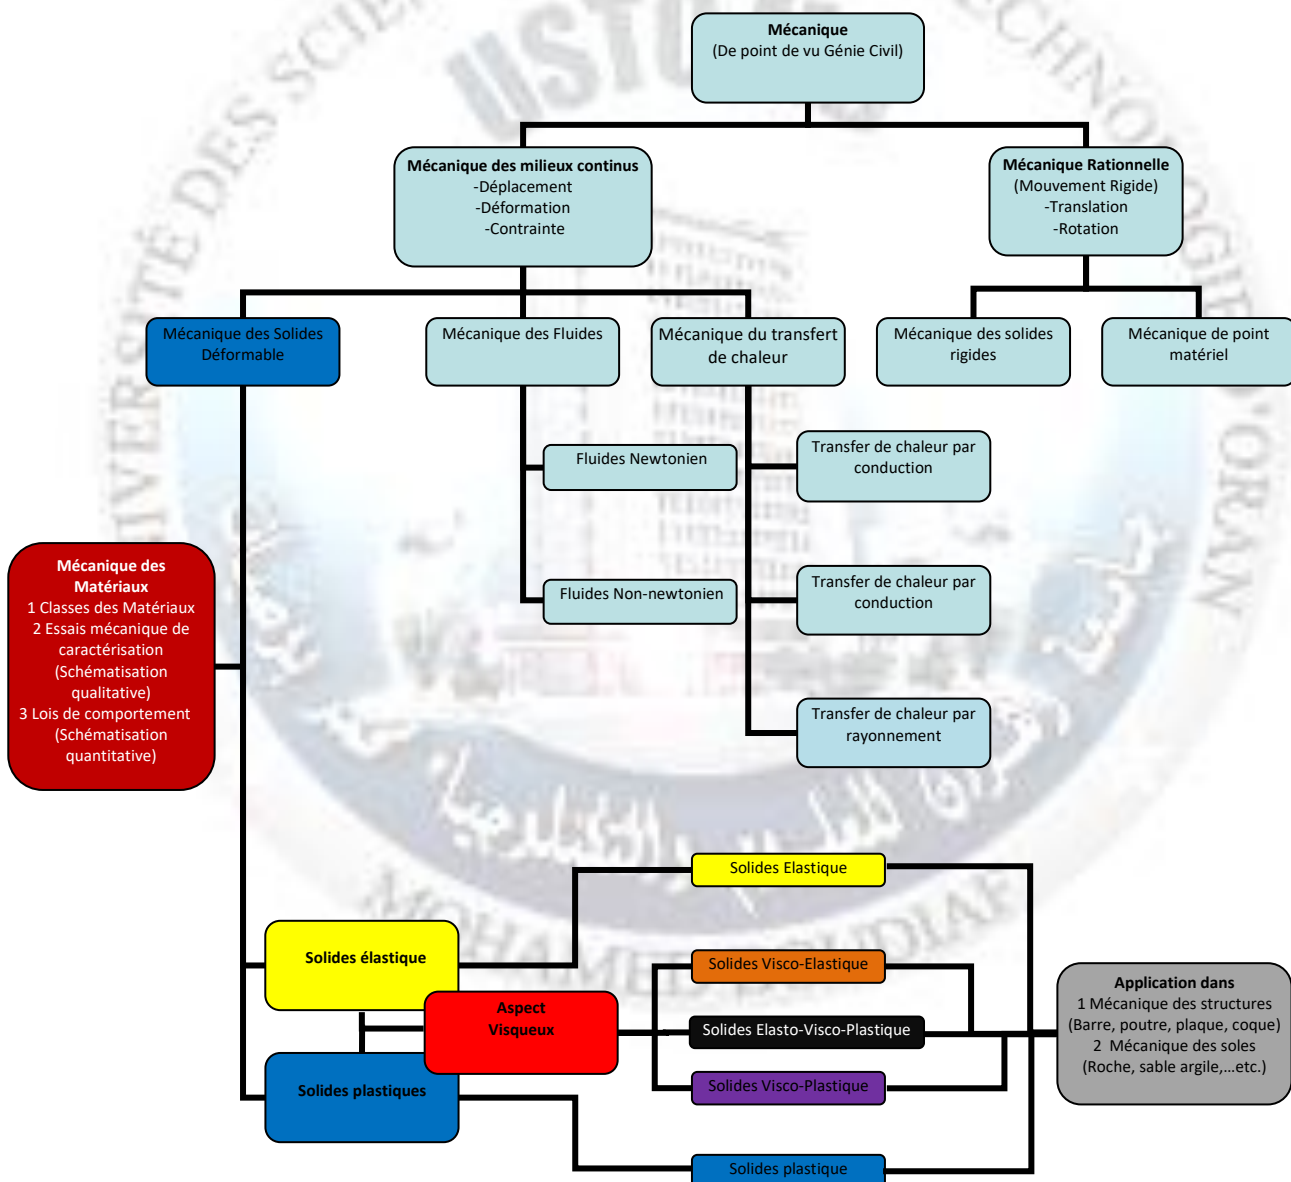 Mécanique
(De point de vu Génie Civil)
Mécanique des milieux continus
-Déplacement
-Déformation
-Contrainte
Mécanique Rationnelle
(Mouvement Rigide)
-Translation
-Rotation
Mécanique des Solides
Déformable
Mécanique des Fluides
Mécanique du transfert
de chaleur
Mécanique des solides
rigides
Mécanique de point
matériel
Fluides Newtonien
Transfer de chaleur par
conduction
Mécanique des
Matériaux
1 Classes des Matériaux
2 Essais mécanique de
caractérisation
(Schématisation
qualitative)
3 Lois de comportement
(Schématisation
quantitative)
Fluides Non-newtonien
Transfer de chaleur par
conduction
Transfer de chaleur par
rayonnement
Solides Elastique
Solides élastique
Solides Visco-Elastique
Aspect
Visqueux
Solides Elasto-Visco-Plastique
Solides Visco-Plastique
Solides plastiques
Solides plastique
Application dans
1 Mécanique des structures
(Barre, poutre, plaque, coque)
2 Mécanique des soles
(Roche, sable argile,...etc.)
MOHAMED BOUDIAF